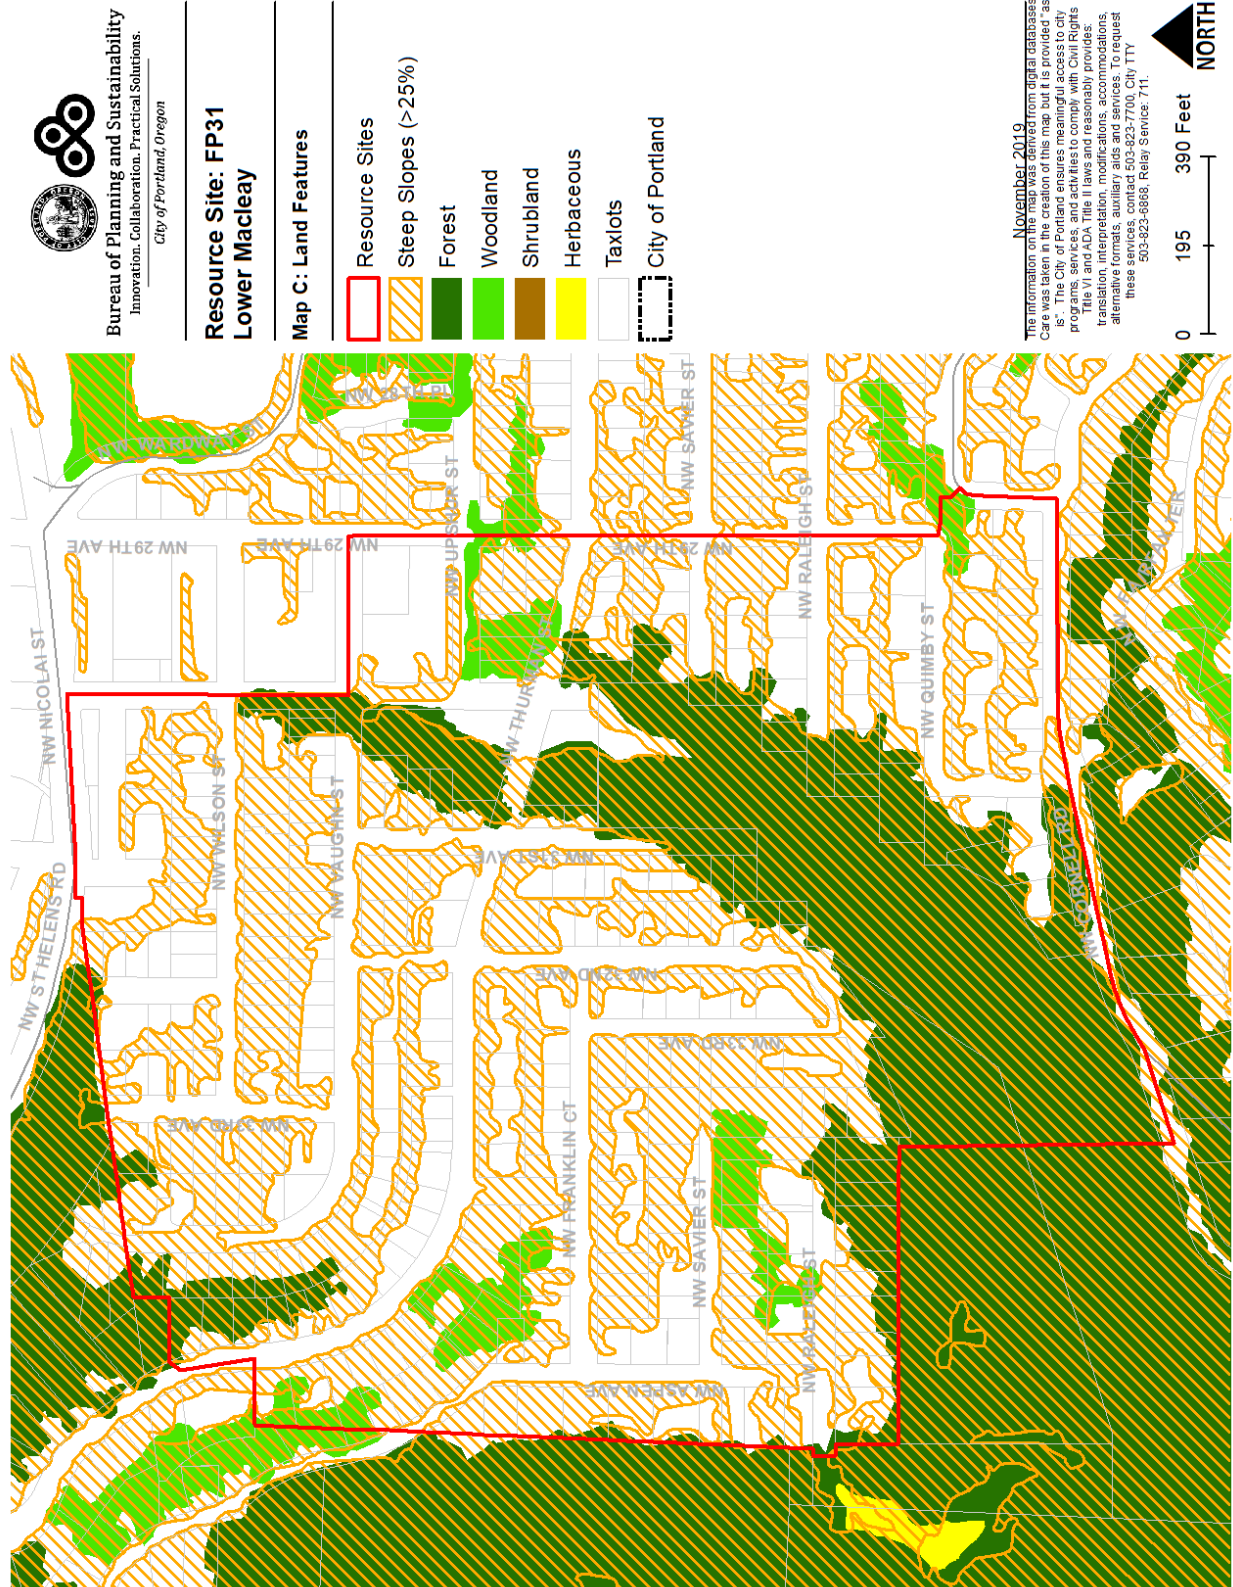 Bureau of Planning and Sustainability
Innovation. Collaboration. Practical Solutions.
City of Portland, Oregon
Resource Site: FP31
Lower Macleay
Map C: Land Features
Resource Sites
Steep Slopes (>25%)
Forest
Woodland
Shrubland
Herbaceous
Taxlots
City of Portland
November 2019
The information on the map was derived from digital databases
Care was taken in the creation of this map but it is provided "as
is". The City of Portland ensures meaningful access to city
programs, services, and activities to comply with Civil Rights
Title VI and ADA Title II laws and reasonably provides:
translation, interpretation, modifications, accommodations,
alternative formats, auxiliary aids and services. To request
these services, contact 503-823-7700, City TTY
503-823-6868, Relay Service: 711.
0 195 390 Feet
NORTH
NW ST HELENS RD
NW NICOLAI ST
NW WARDWAY ST
NW 29TH AVE
NW 29TH AVE
NW 29TH AVE
NW 28TH PL
NW WILSON ST
NW VAUGHN ST
NW UPSHUR ST
NW THURMAN ST
NW 33RD AVE
NW 31ST AVE
NW 32ND AVE
NW 29TH AVE
NW SAVIER ST
NW FRANKLIN CT
NW 33RD AVE
NW SAVIER ST
NW RALEIGH ST
NW RALEIGH ST
NW ASPEN AVE
NW QUIMBY ST
NW CORNELL RD